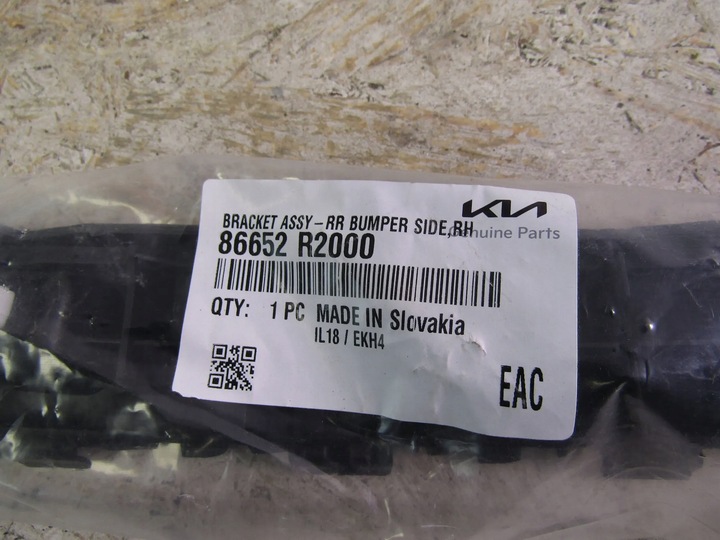 KIA
BRACKET ASSY-RR BUMPER SIDE,RH
Genuine Parts
86652 R2000
QTY: 1 PC MADE IN Slovakia
IL18 / EKH4
EAC